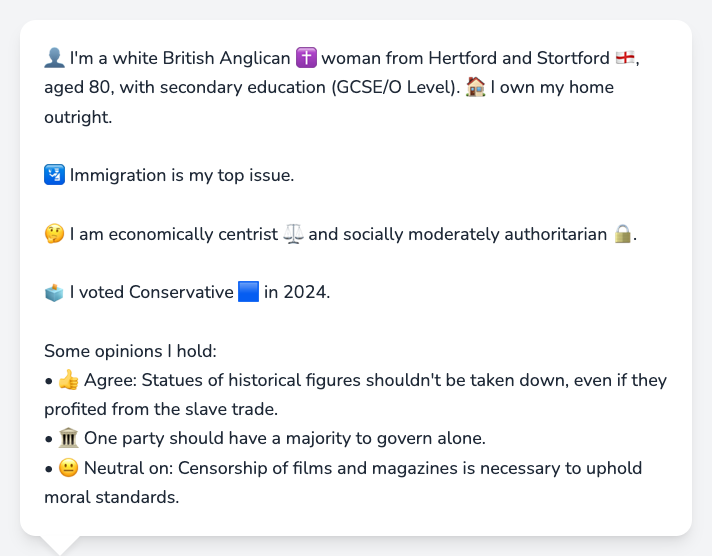 👤 I'm a white British Anglican ✝️ woman from Hertford and Stortford 🏴󠁧󠁢󠁥󠁮󠁧󠁿,
aged 80, with secondary education (GCSE/O Level). 🏠 I own my home
outright.
🛂 Immigration is my top issue.
🤔 I am economically centrist ⚖️ and socially moderately authoritarian 🔒.
🗳️ I voted Conservative 🟦 in 2024.
Some opinions I hold:
• 👍 Agree: Statues of historical figures shouldn't be taken down, even if they
profited from the slave trade.
• 🏛️ One party should have a majority to govern alone.
• 😐 Neutral on: Censorship of films and magazines is necessary to uphold
moral standards.